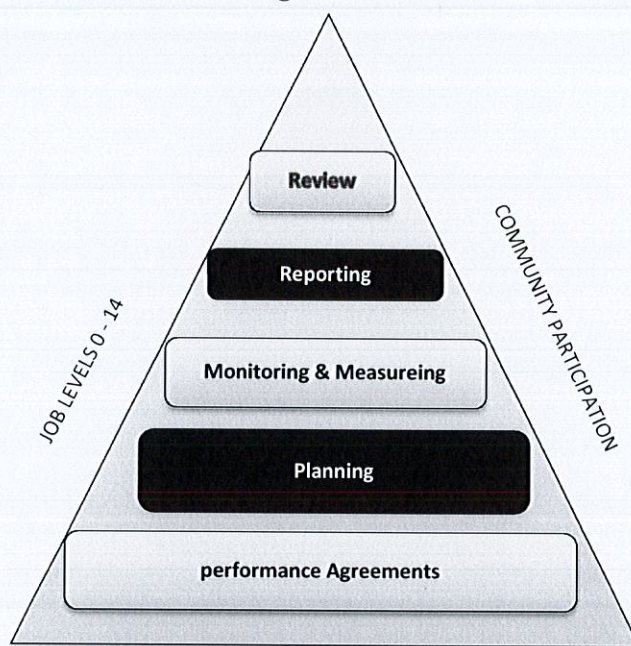 Review
Reporting
Monitoring & Measureing
Planning
performance Agreements
JOB LEVELS 0 - 14
COMMUNITY PARTICIPATION